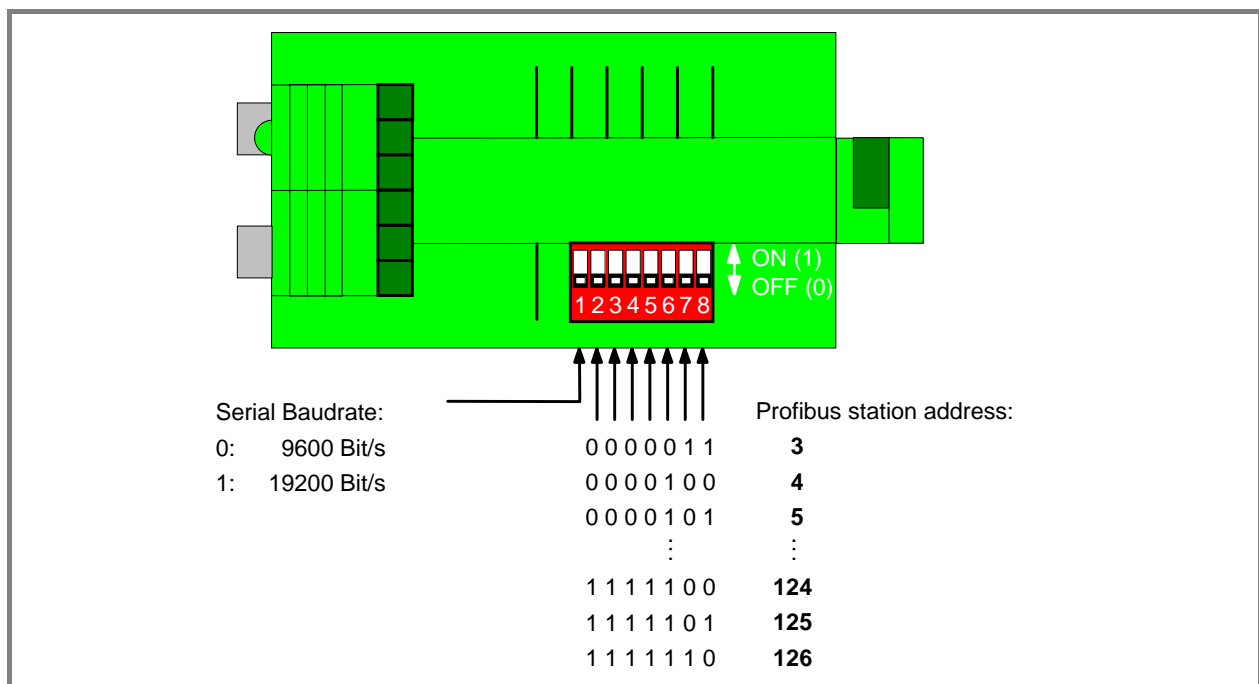 ON (1)
OFF (0)
1 2 3 4 5 6 7 8
Serial Baudrate:
Profibus station address:
0: 9600 Bit/s
0 0 0 0 0 1 1 3
1: 19200 Bit/s
0 0 0 0 1 0 0 4
0 0 0 0 1 0 1 5
⋮ ⋮
1 1 1 1 1 0 0 124
1 1 1 1 1 0 1 125
1 1 1 1 1 1 0 126